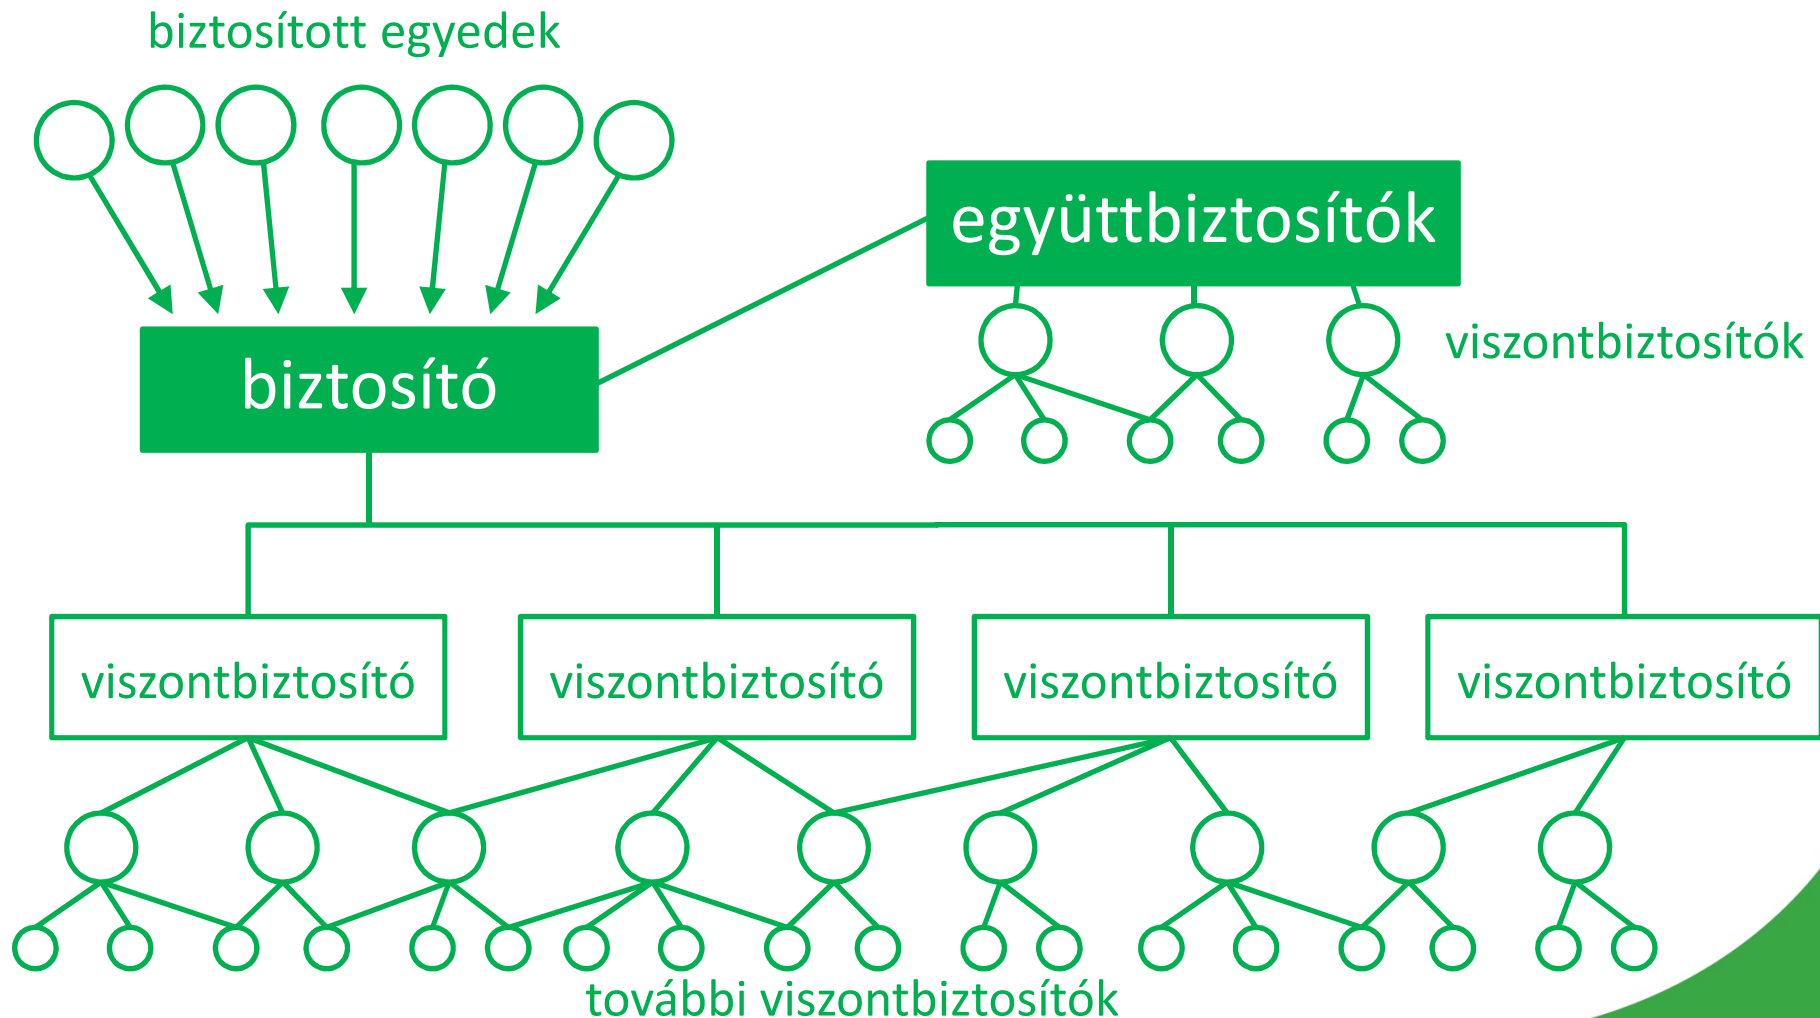 biztosított egyedek
együttbiztosítók
viszontbiztosítók
biztosító
viszontbiztosító
viszontbiztosító
viszontbiztosító
viszontbiztosító
további viszontbiztosítók